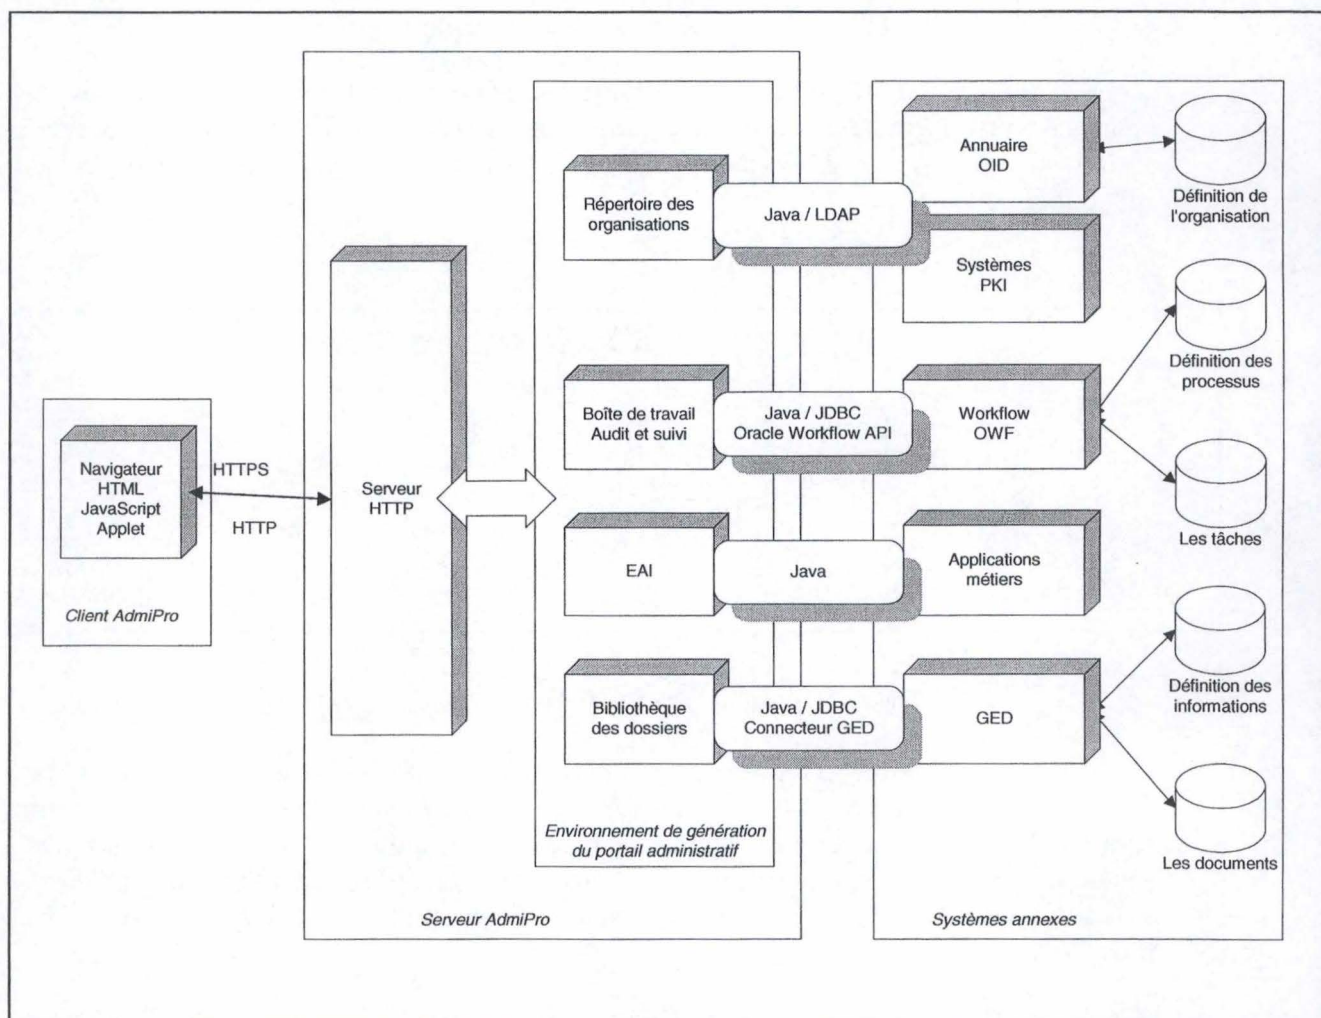 Annuaire
OID
Définition de
l'organisation
Répertoire des
organisations
Java / LDAP
Systèmes
PKI
Définition des
processus
Boîte de travail
Audit et suivi
Java / JDBC
Oracle Workflow API
Workflow
OWF
Navigateur
HTML
JavaScript
Applet
HTTPS
HTTP
Client AdmiPro
Serveur
HTTP
Les tâches
EAI
Java
Applications
métiers
Bibliothèque
des dossiers
Java / JDBC
Connecteur GED
GED
Définition des
informations
Les documents
Environnement de génération
du portail administratif
Serveur AdmiPro
Systèmes annexes